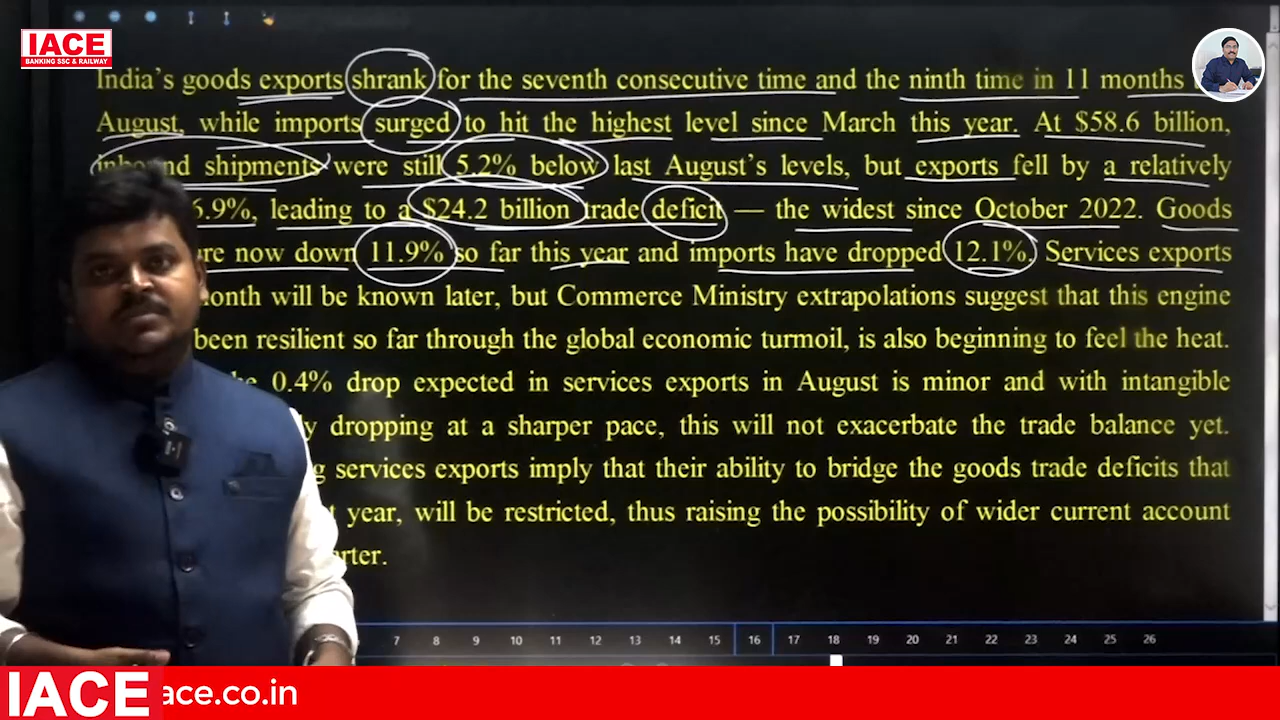 IACE
BANKING SSC & RAILWAY
India’s goods exports shrank for the seventh consecutive time and the ninth time in 11 months
August, while imports surged to hit the highest level since March this year. At $58.6 billion,
inbound shipments were still 5.2% below last August’s levels, but exports fell by a relatively
6.9%, leading to a $24.2 billion trade deficit — the widest since October 2022. Goods
re now down 11.9% so far this year and imports have dropped 12.1%. Services exports
onth will be known later, but Commerce Ministry extrapolations suggest that this engine
been resilient so far through the global economic turmoil, is also beginning to feel the heat.
0.4% drop expected in services exports in August is minor and with intangible
y dropping at a sharper pace, this will not exacerbate the trade balance yet.
g services exports imply that their ability to bridge the goods trade deficits that
year, will be restricted, thus raising the possibility of wider current account
rter.
7 8 9 10 11 12 13 14 15 16 17 18 19 20 21 22 23 24 25 26
IACE ace.co.in